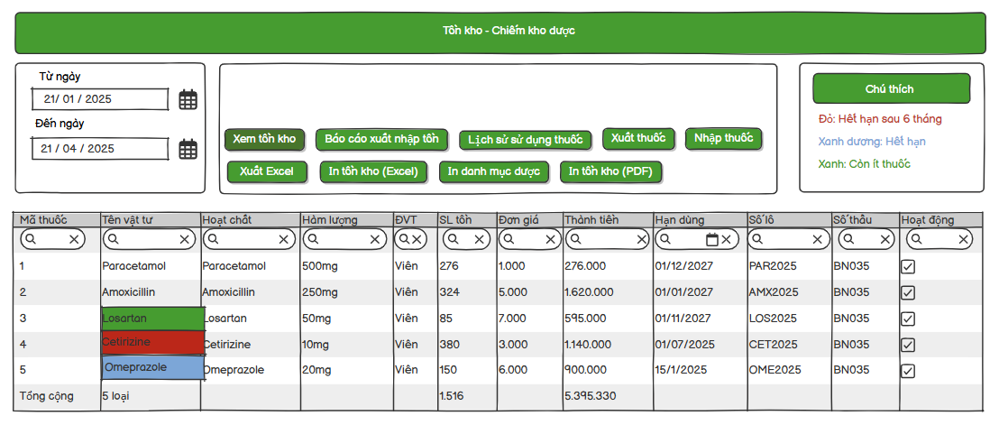 Tồn kho - Chiếm kho dược
Từ ngày
21/ 01 / 2025
Đến ngày
21 / 04 / 2025
Xem tồn kho Báo cáo xuất nhập tồn Lịch sử sử dụng thuốc Xuất thuốc Nhập thuốc
Xuất Excel In tồn kho (Excel) In danh mục dược In tồn kho (PDF)
Chú thích
Đỏ: Hết hạn sau 6 tháng
Xanh dương: Hết hạn
Xanh: Còn ít thuốc
Mã thuốc Tên vật tư Hoạt chất Hàm lượng ĐVT SL tồn Đơn giá Thành tiền Hạn dùng Số lô Số thầu Hoạt động
1 Paracetamol Paracetamol 500mg Viên 276 1.000 276.000 01/12/2027 PAR2025 BN035
2 Amoxicillin Amoxicillin 250mg Viên 324 5.000 1.620.000 01/01/2027 AMX2025 BN035
3 Losartan Losartan 50mg Viên 85 7.000 595.000 01/11/2027 LOS2025 BN035
4 Cetirizine Cetirizine 10mg Viên 380 3.000 1.140.000 01/07/2025 CET2025 BN035
5 Omeprazole Omeprazole 20mg Viên 150 6.000 900.000 15/1/2025 OME2025 BN035
Tổng cộng 5 loại 1.516 5.395.330